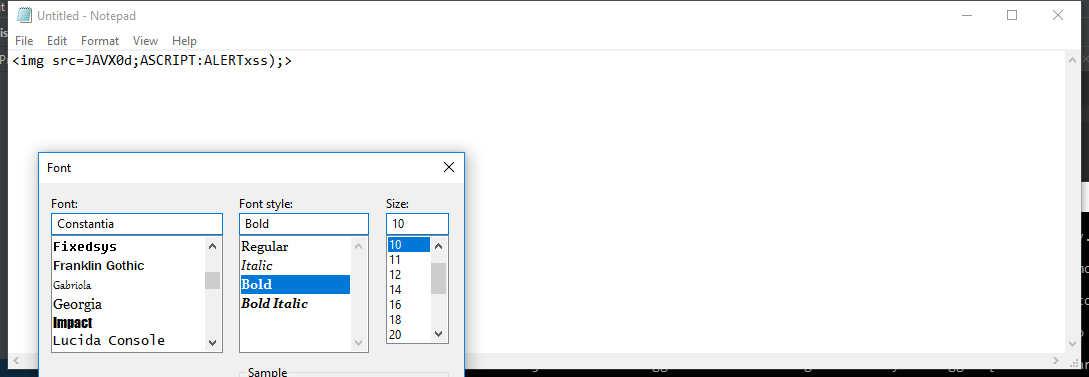 Untitled - Notepad
File Edit Format View Help
<img src=JAVX0d;ASCRIPT:ALERTxss);>
Font
Font: Font style: Size:
Constantia Bold 10
Fixedsys Regular 10
Franklin Gothic Italic 11
Gabriola Bold 12
Georgia Bold Italic 14
Impact 16
Lucida Console 18
20
Sample